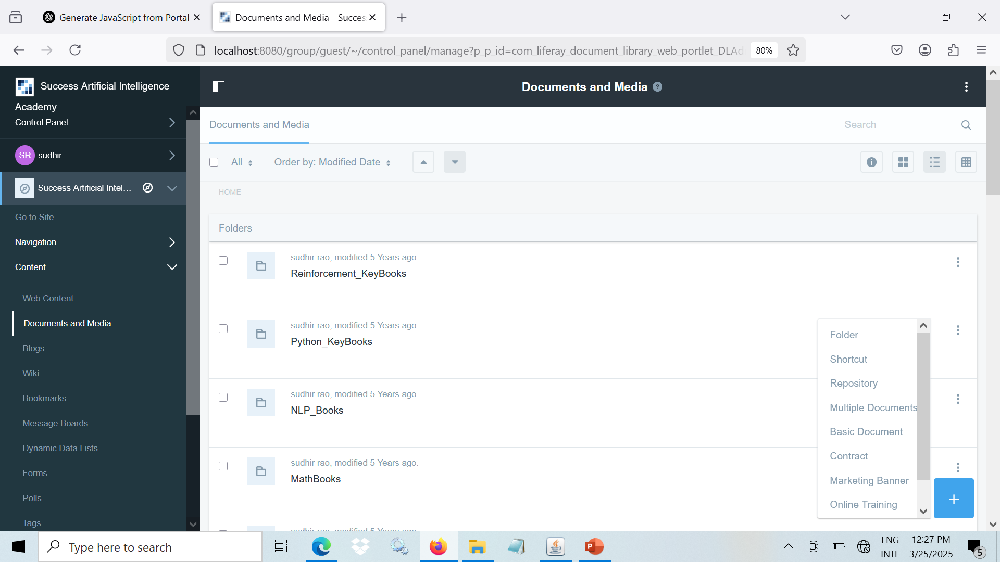 Generate JavaScript from Portal
Documents and Media - Succes
localhost:8080/group/guest/~/control_panel/manage?p_p_id=com_liferay_document_library_web_portlet_DLAd
80%
Success Artificial Intelligence
Academy
Control Panel
SR sudhir
Success Artificial Intel...
Go to Site
Navigation
Content
Web Content
Documents and Media
Blogs
Wiki
Bookmarks
Message Boards
Dynamic Data Lists
Forms
Polls
Tags
Documents and Media ?
Documents and Media
Search
All
Order by: Modified Date
HOME
Folders
sudhir rao, modified 5 Years ago.
Reinforcement_KeyBooks
sudhir rao, modified 5 Years ago.
Python_KeyBooks
sudhir rao, modified 5 Years ago.
NLP_Books
sudhir rao, modified 5 Years ago.
MathBooks
sudhir rao, modified 5 Years ago.
Folder
Shortcut
Repository
Multiple Documents
Basic Document
Contract
Marketing Banner
Online Training
Type here to search
ENG
INTL
12:27 PM
3/25/2025
5